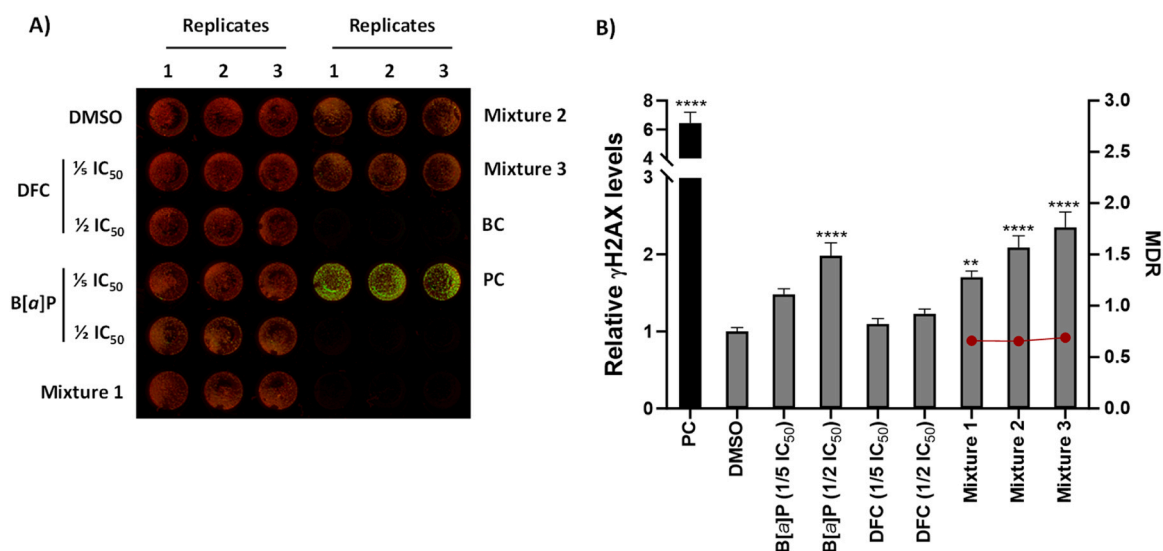 A)
Replicates
Replicates
1 2 3 1 2 3
DMSO
Mixture 2
DFC
⅕ IC50
Mixture 3
½ IC50
BC
B[a]P
⅕ IC50
PC
½ IC50
Mixture 1
B)
Relative γH2AX levels
8
6
4
3
2
1
0
****
****
**
****
****
3.0
2.5
2.0
1.5
1.0
0.5
0.0
MDR
PC
DMSO
B[a]P (1/5 IC50)
B[a]P (1/2 IC50)
DFC (1/5 IC50)
DFC (1/2 IC50)
Mixture 1
Mixture 2
Mixture 3